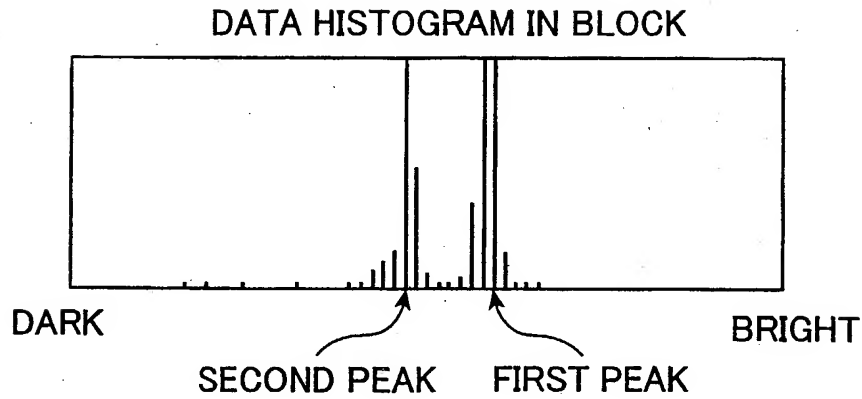 DATA HISTOGRAM IN BLOCK
DARK
BRIGHT
SECOND PEAK
FIRST PEAK